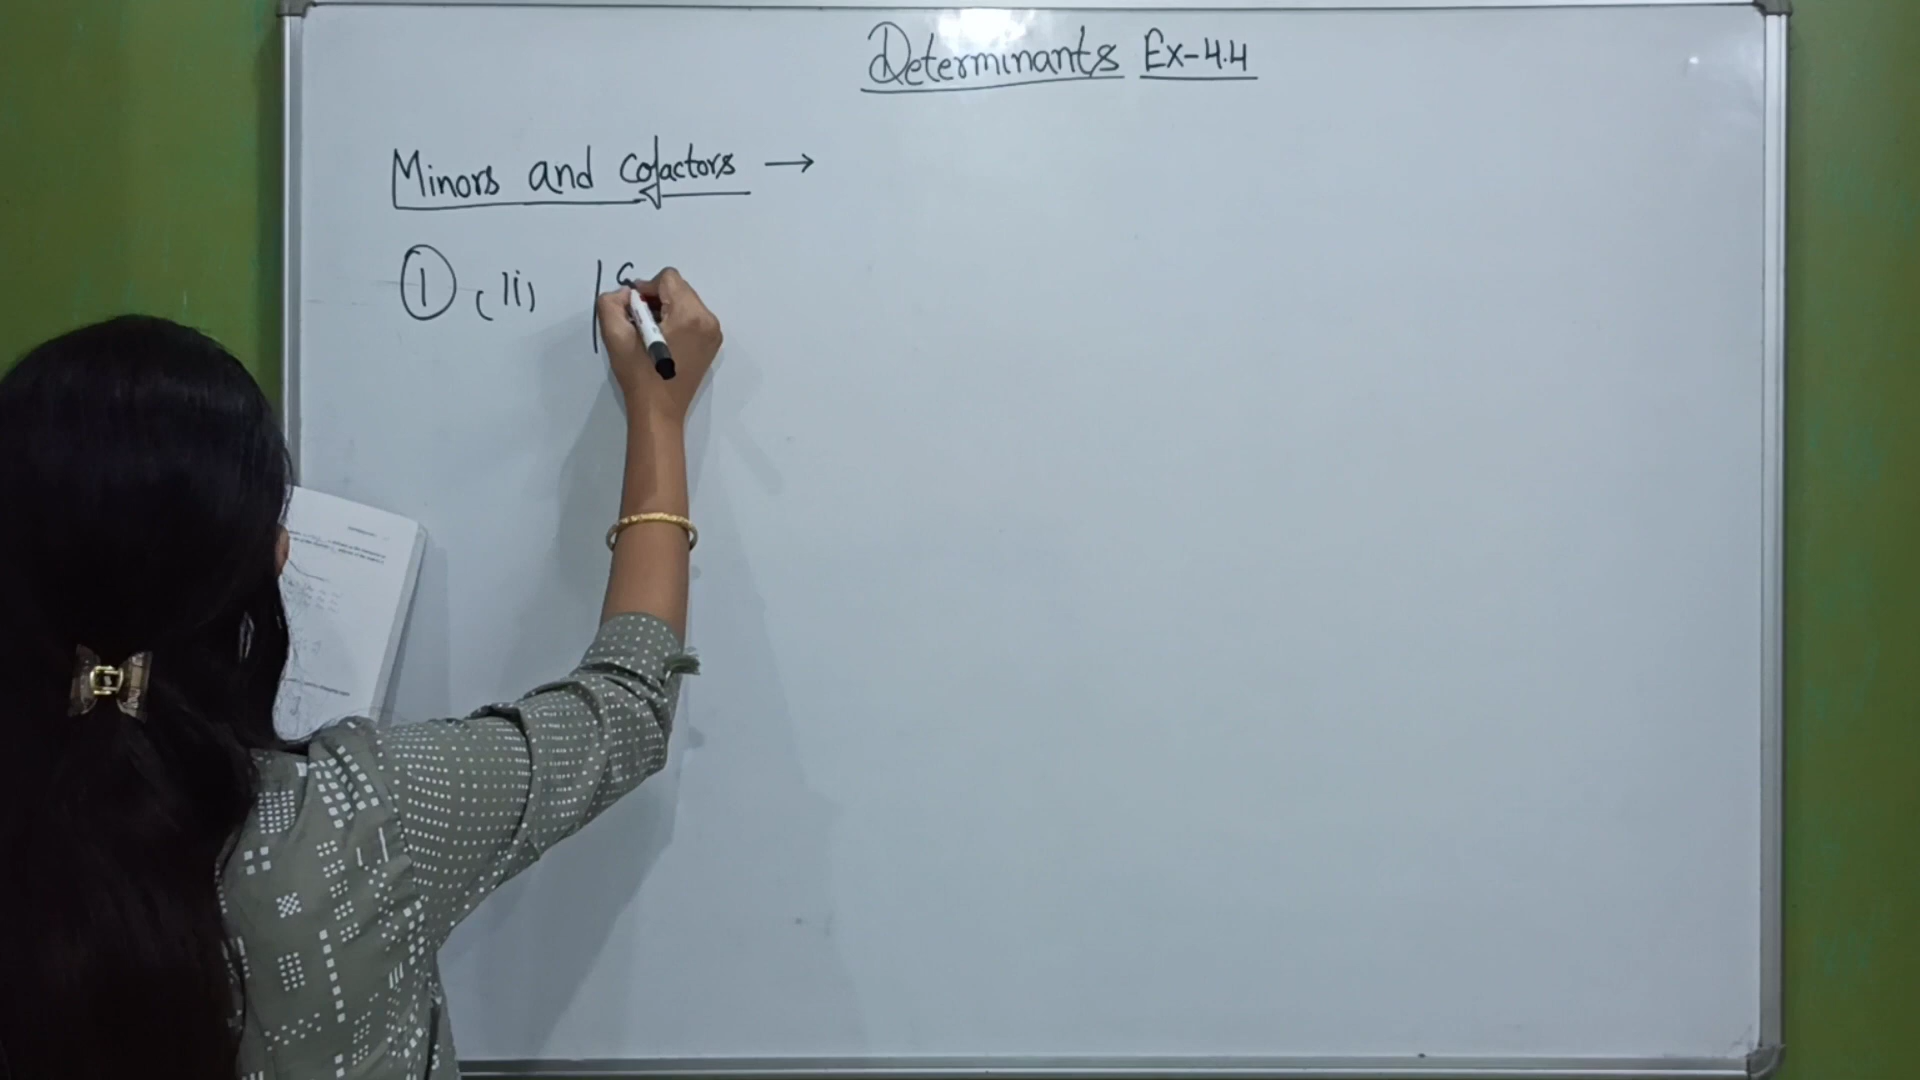 Determinants Ex-4.4
Minors and cofactors →
① (ii) |a